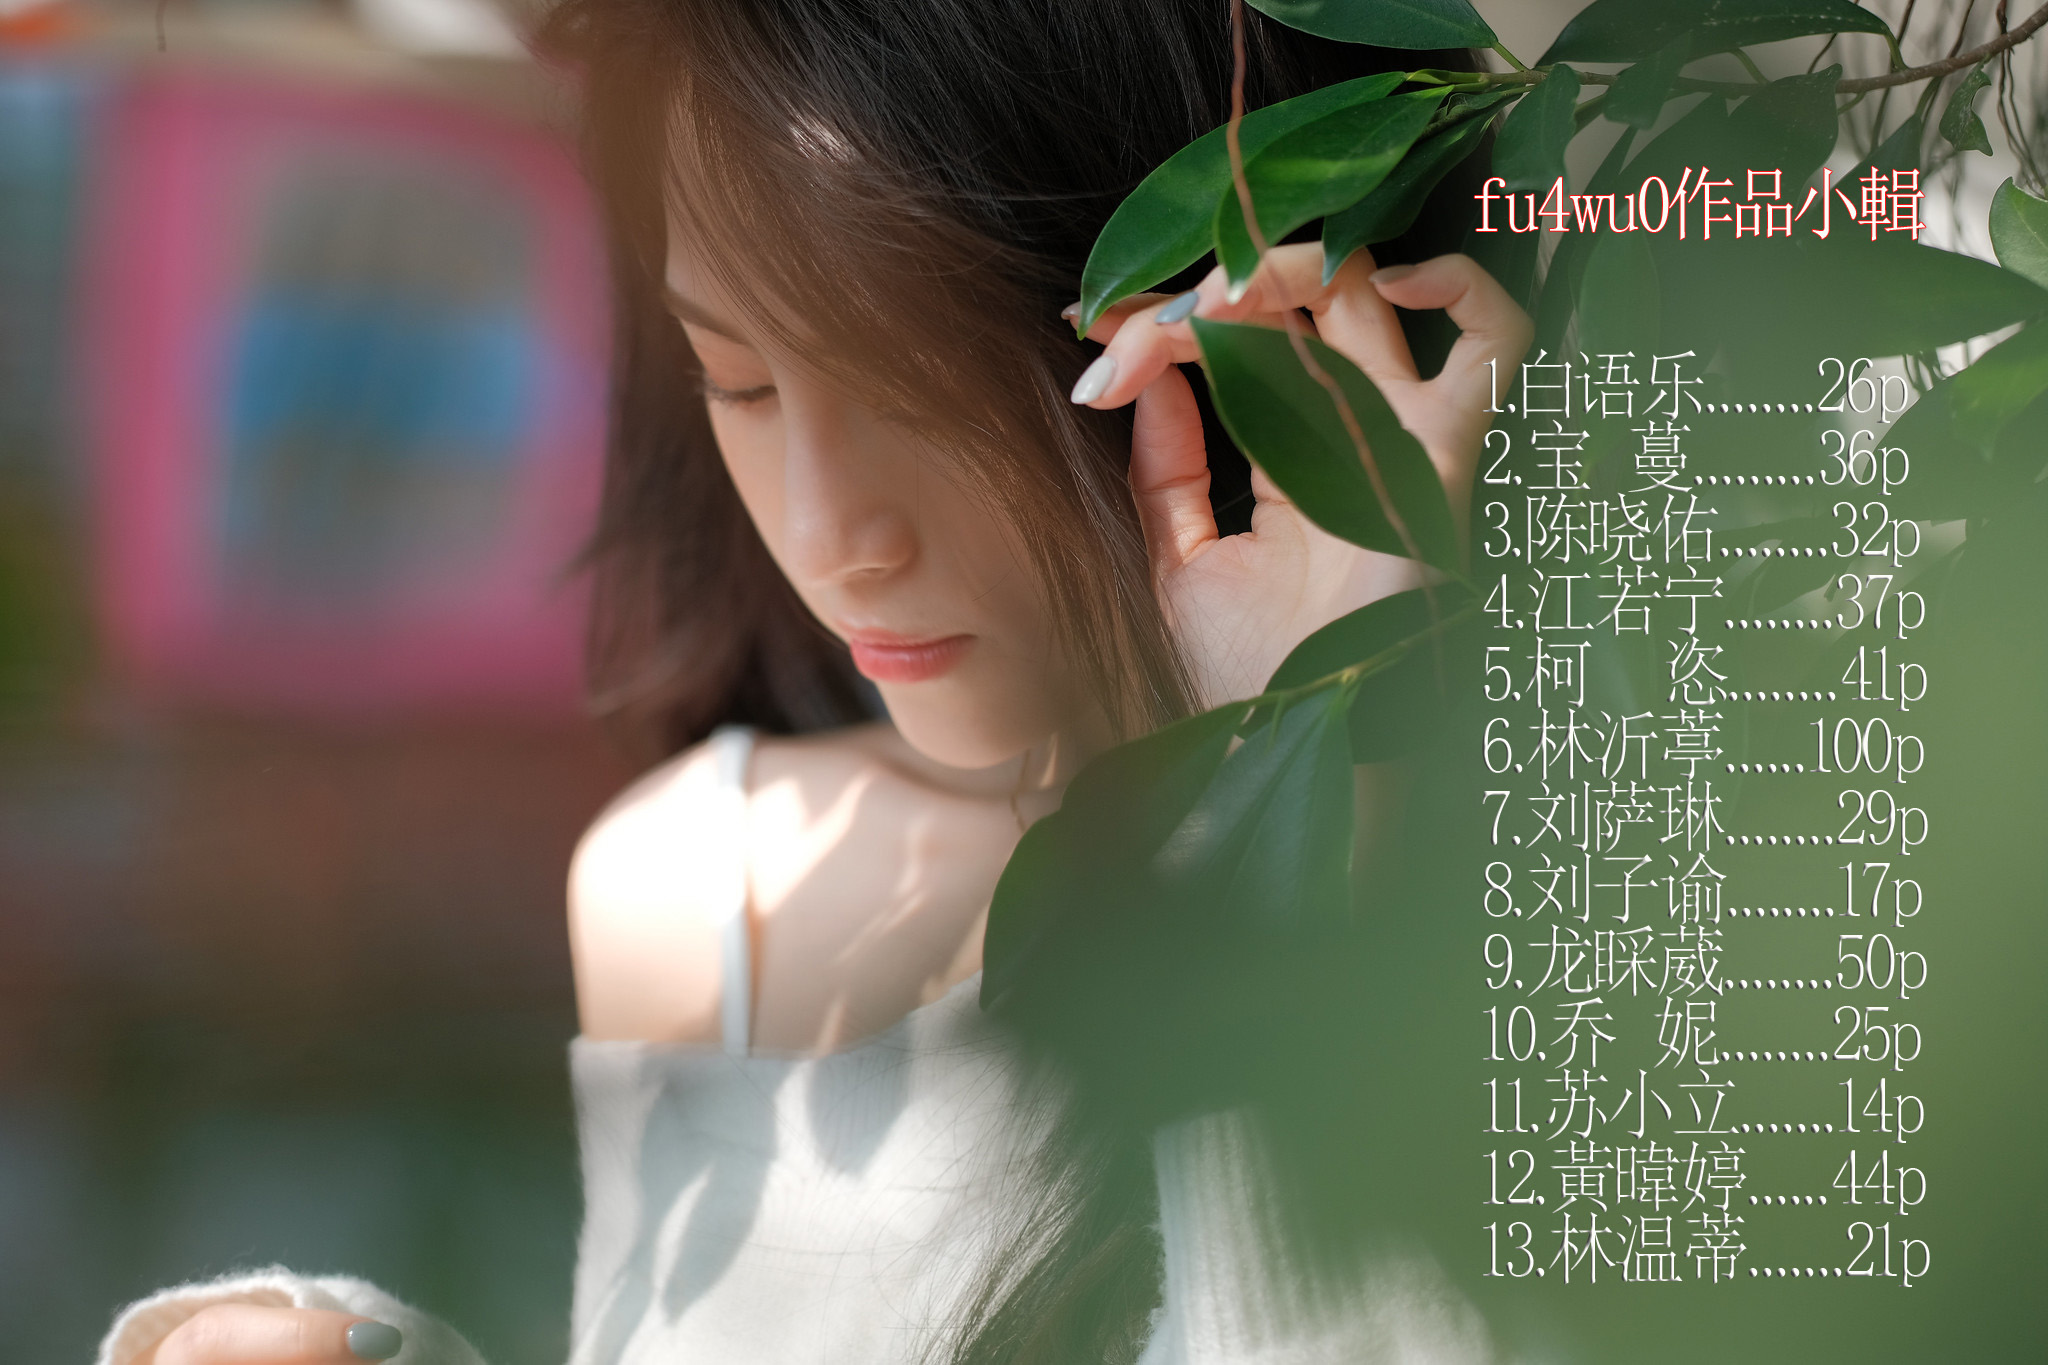 fu4wu0作品小輯
1.白语乐........26p
2.宝 蔓.........36p
3.陈晓佑........32p
4.江若宁........37p
5.柯 恣........41p
6.林沂葶......100p
7.刘萨琳........29p
8.刘子谕........17p
9.龙睬葳........50p
10.乔 妮........25p
11.苏小立.......14p
12.黃暐婷......44p
13.林温蒂.......21p